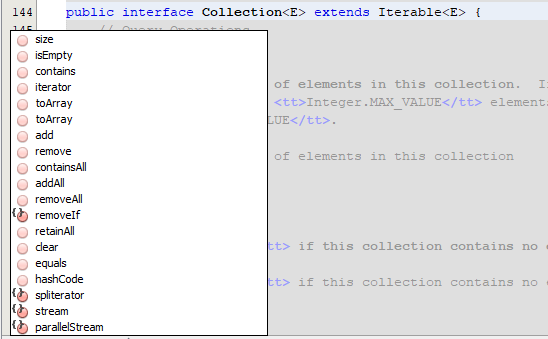 144 public interface Collection<E> extends Iterable<E> {
145 // Query Operations
size
isEmpty
contains
iterator
of elements in this collection. I
toArray
<tt>Integer.MAX_VALUE</tt> element
toArray
LUE</tt>.
add
remove
of elements in this collection
containsAll
addAll
removeAll
{} removeIf
retainAll
tt> if this collection contains no e
clear
equals
hashCode
tt> if this collection contains no e
{} spliterator
{} stream
{} parallelStream